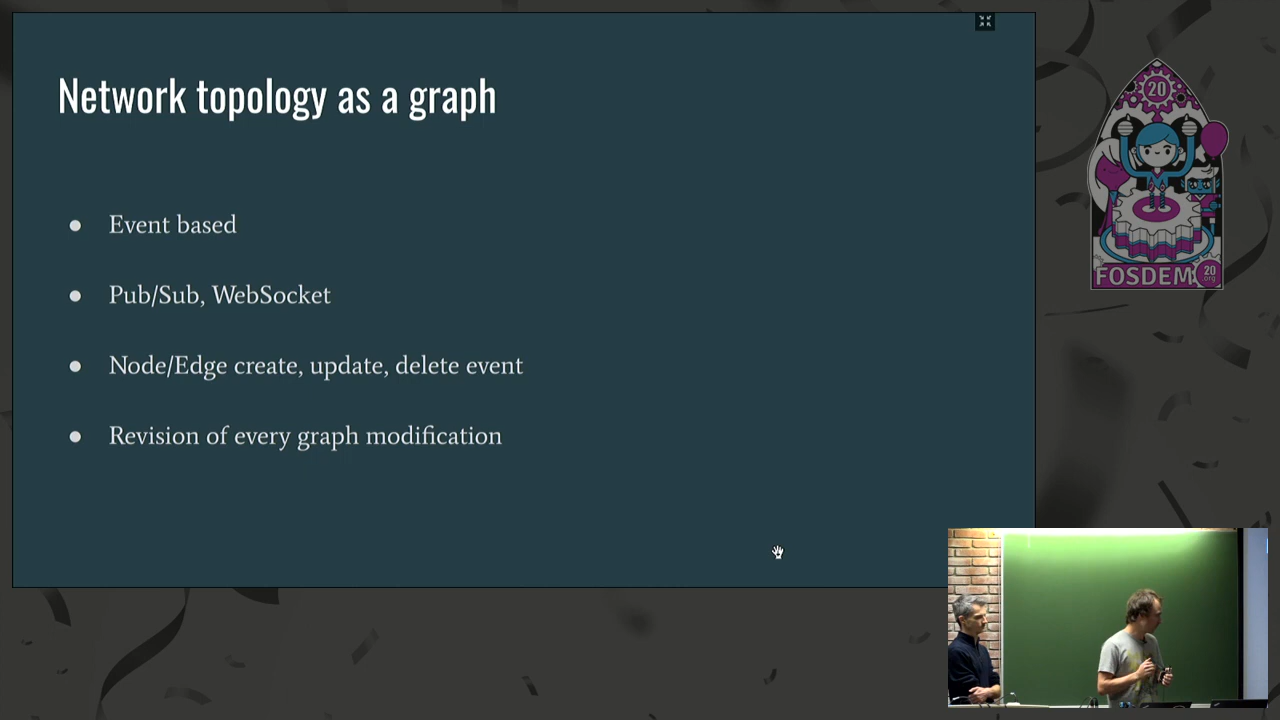 Network topology as a graph
● Event based
● Pub/Sub, WebSocket
● Node/Edge create, update, delete event
● Revision of every graph modification
20
FOSDEM
20
.org